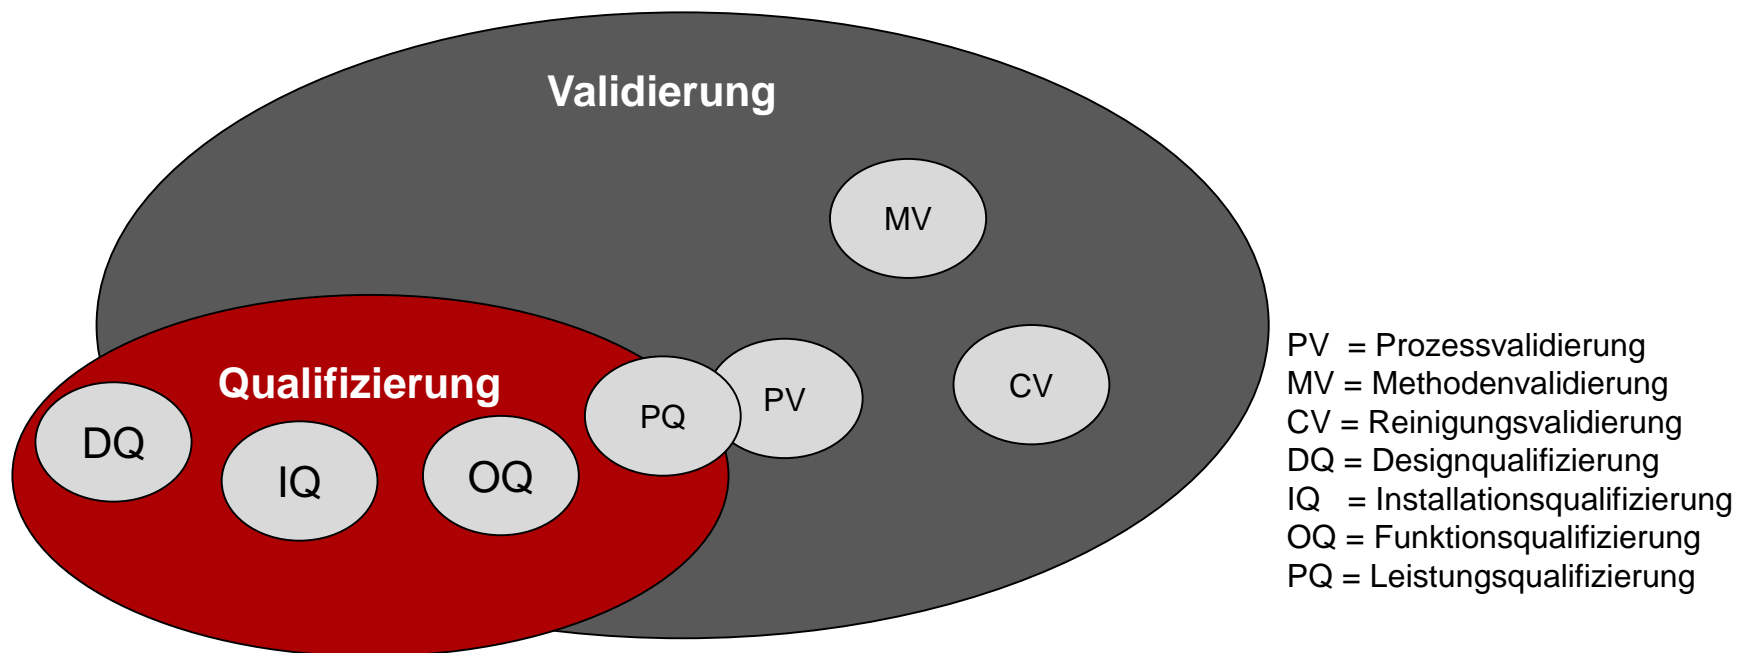 Validierung
MV
Qualifizierung
DQ
IQ
OQ
PQ
PV
CV
PV = Prozessvalidierung
MV = Methodenvalidierung
CV = Reinigungsvalidierung
DQ = Designqualifizierung
IQ = Installationsqualifizierung
OQ = Funktionsqualifizierung
PQ = Leistungsqualifizierung